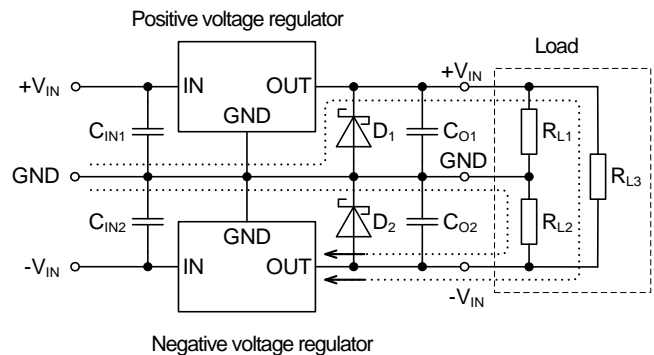 Positive voltage regulator
Load
+VIN
IN
OUT
+VIN
GND
CIN1
D1
CO1
RL1
GND
GND
RL3
CIN2
GND
D2
CO2
RL2
-VIN
IN
OUT
-VIN
Negative voltage regulator